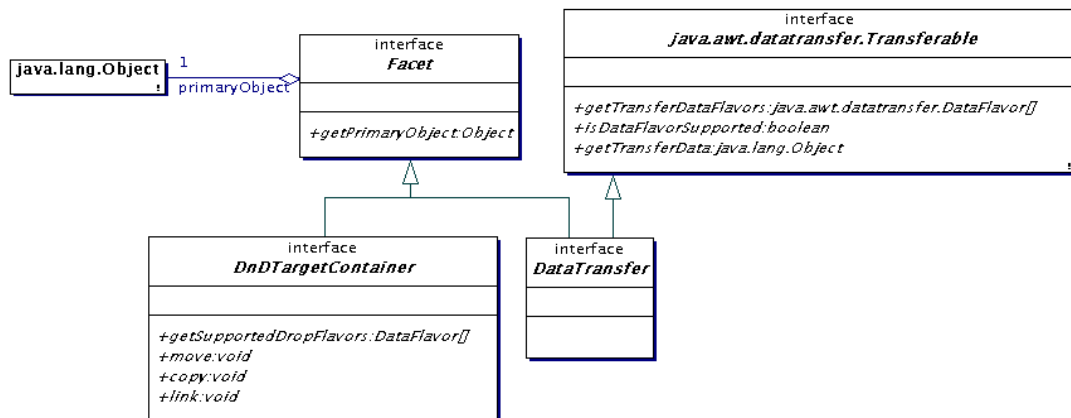 java.lang.Object
!
1
primaryObject
interface
Facet
+getPrimaryObject:Object
interface
java.awt.datatransfer.Transferable
+getTransferDataFlavors:java.awt.datatransfer.DataFlavor[]
+isDataFlavorSupported:boolean
+getTransferData:java.lang.Object
!
interface
DnDTargetContainer
+getSupportedDropFlavors:DataFlavor[]
+move:void
+copy:void
+link:void
interface
DataTransfer